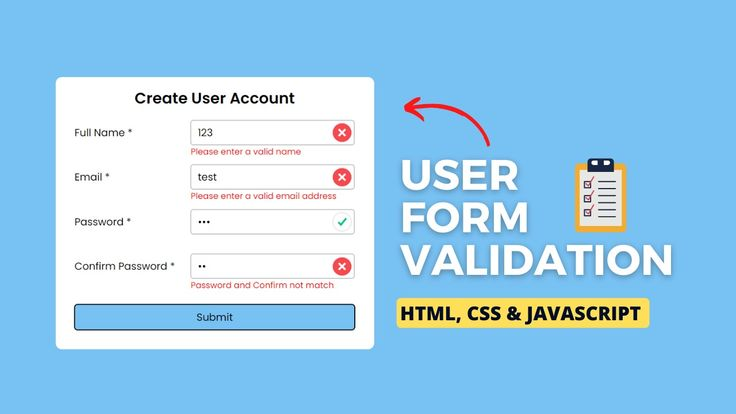 Create User Account
Full Name *
123
Please enter a valid name
Email *
test
Please enter a valid email address
Password *
•••
Confirm Password *
••
Password and Confirm not match
Submit
USER
FORM
VALIDATION
HTML, CSS & JAVASCRIPT